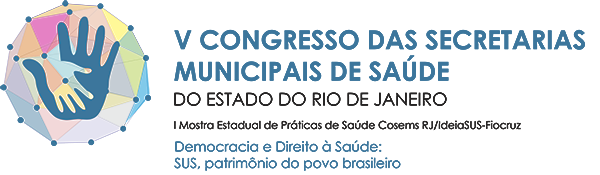 V CONGRESSO DAS SECRETARIAS
MUNICIPAIS DE SAÚDE
DO ESTADO DO RIO DE JANEIRO
I Mostra Estadual de Práticas de Saúde Cosems RJ/IdeiaSUS-Fiocruz
Democracia e Direito à Saúde:
SUS, patrimônio do povo brasileiro